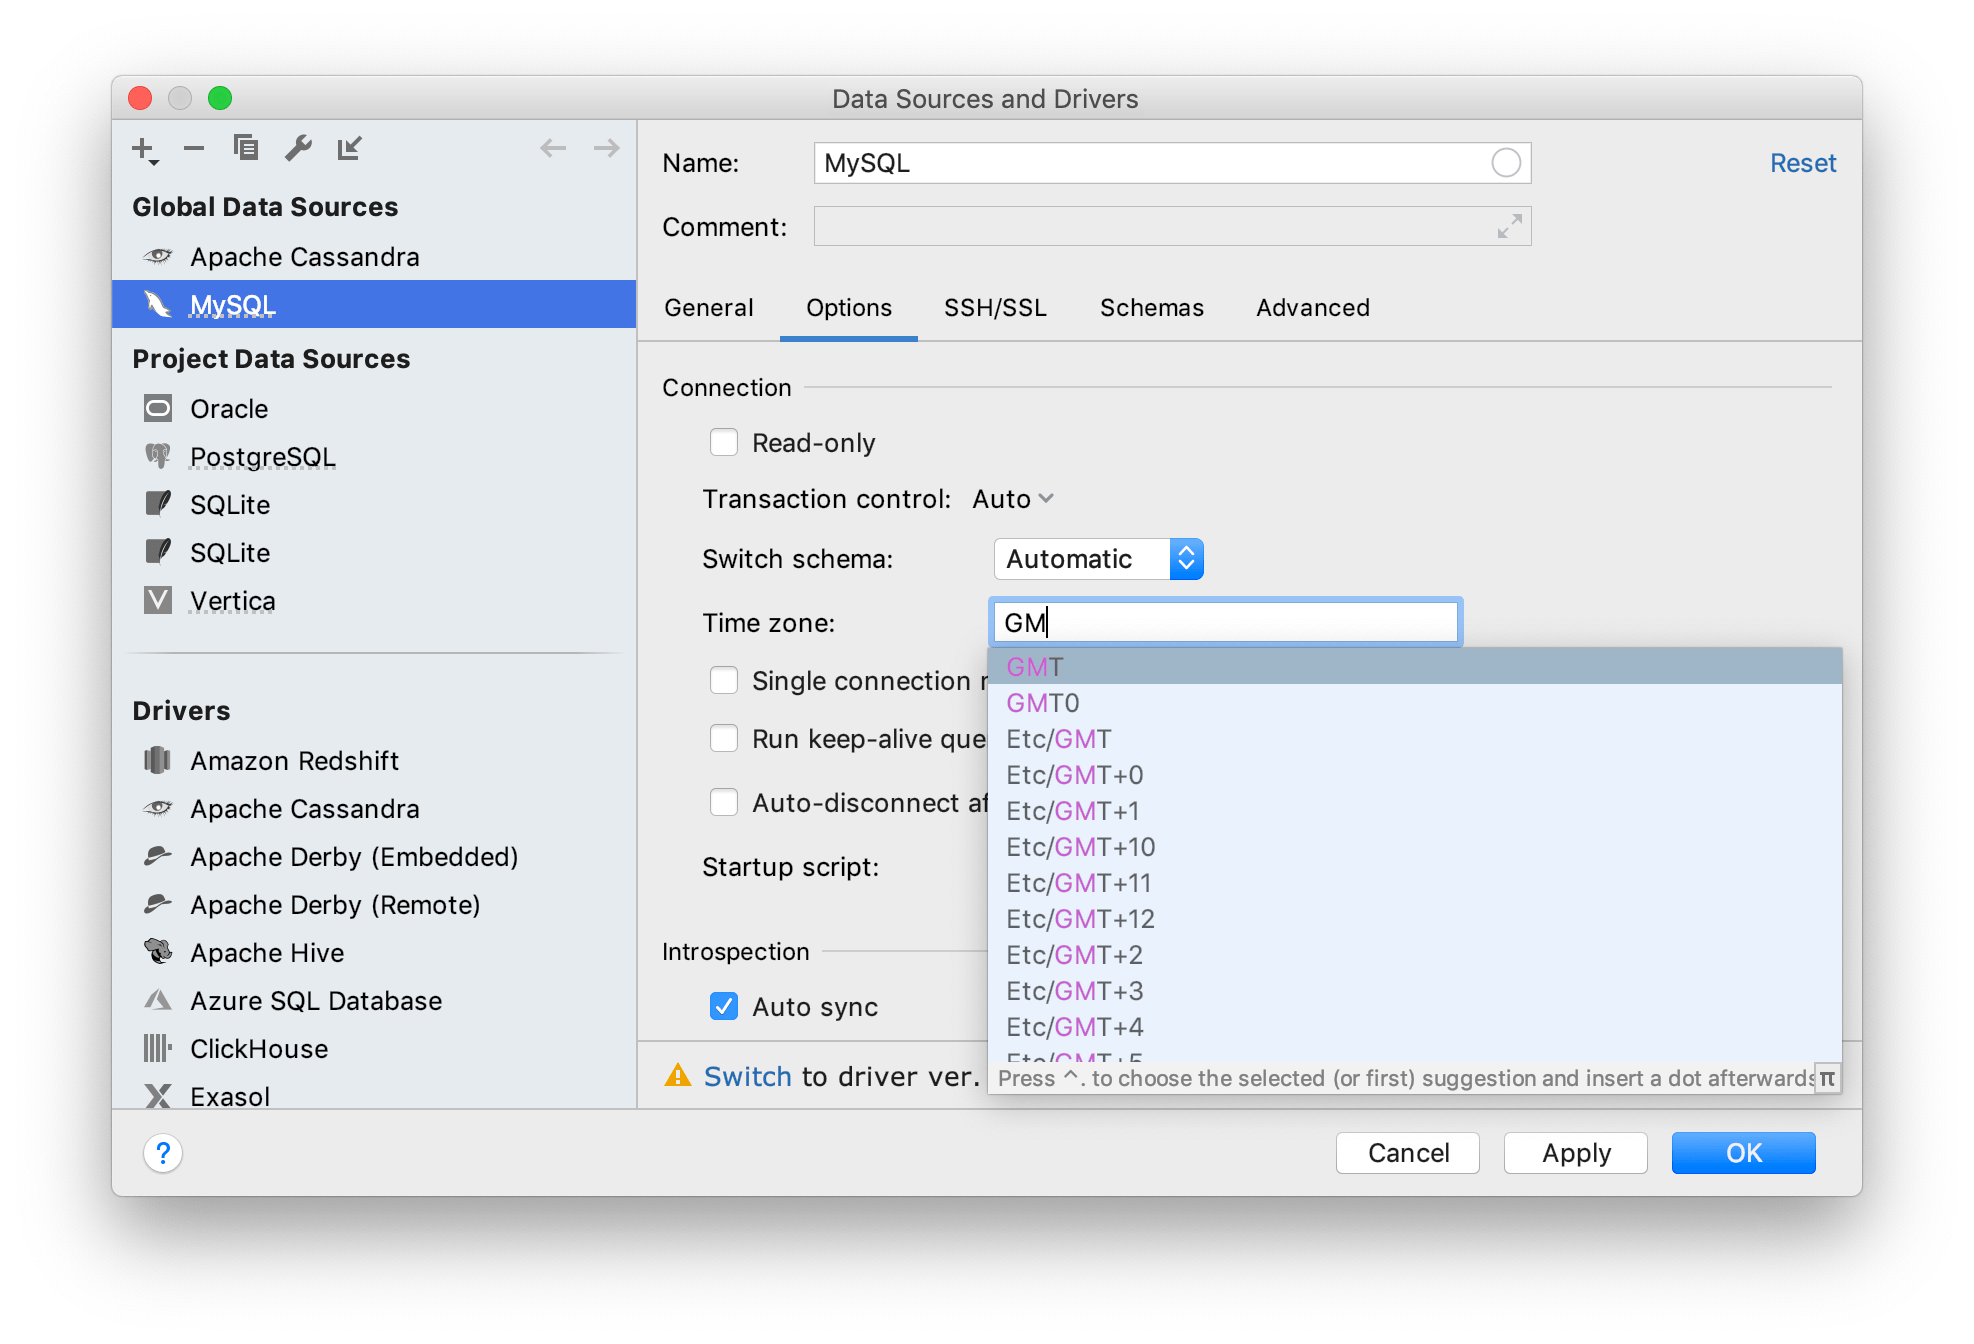 Data Sources and Drivers
Global Data Sources
Apache Cassandra
MySQL
Project Data Sources
Oracle
PostgreSQL
SQLite
SQLite
Vertica
Drivers
Amazon Redshift
Apache Cassandra
Apache Derby (Embedded)
Apache Derby (Remote)
Apache Hive
Azure SQL Database
ClickHouse
Exasol
Name: MySQL Reset
Comment:
General Options SSH/SSL Schemas Advanced
Connection
Read-only
Transaction control: Auto
Switch schema: Automatic
Time zone: GM
Single connection
Run keep-alive que
Auto-disconnect af
Startup script:
GMT
GMT0
Etc/GMT
Etc/GMT+0
Etc/GMT+1
Etc/GMT+10
Etc/GMT+11
Etc/GMT+12
Etc/GMT+2
Etc/GMT+3
Etc/GMT+4
Etc/GMT+5
Press ^. to choose the selected (or first) suggestion and insert a dot afterwards π
Introspection
Auto sync
Switch to driver ver.
? Cancel Apply OK